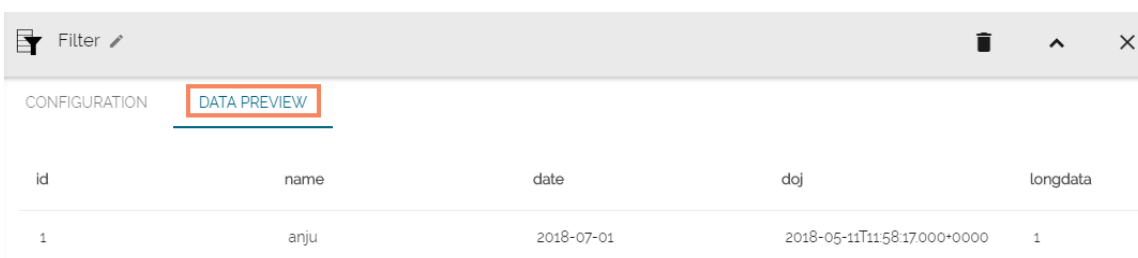 Filter
CONFIGURATION DATA PREVIEW
id name date doj longdata
1 anju 2018-07-01 2018-05-11T11:58:17.000+0000 1